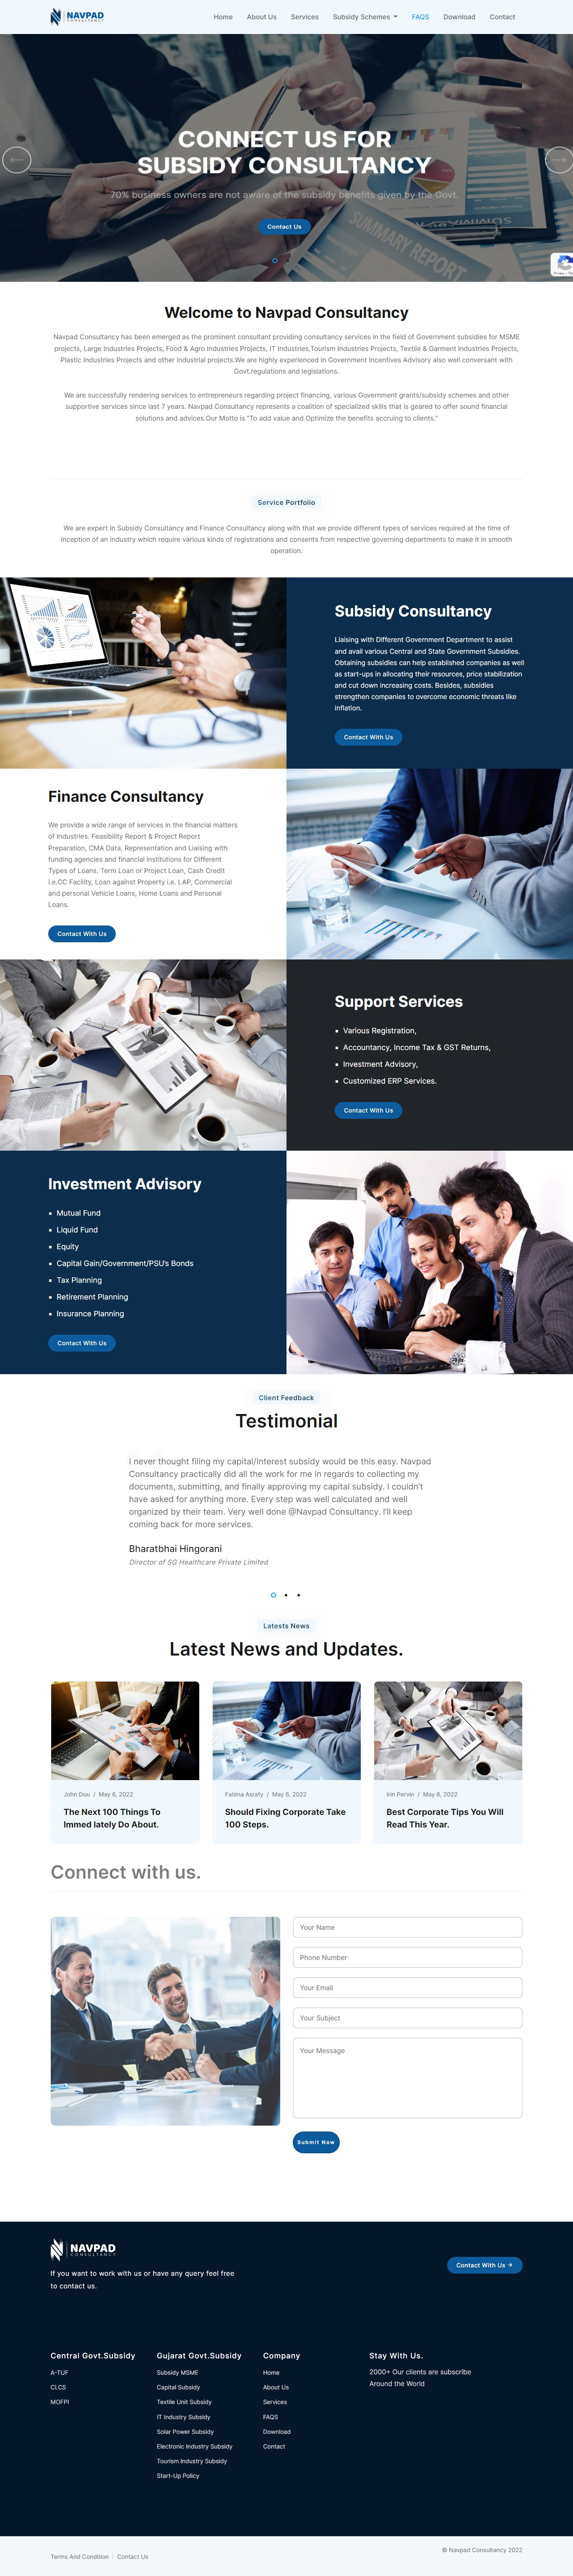 NAVPAD
CONSULTANCY
Home
About Us
Services
Subsidy Schemes
FAQS
Download
Contact
CONNECT US FOR
SUBSIDY CONSULTANCY
70% business owners are not aware of the subsidy benefits given by the Govt.
Contact Us
SUMMARY REPORT
Welcome to Navpad Consultancy
Navpad Consultancy has been emerged as the prominent consultant providing consultancy services in the field of Government subsidies for MSME
projects, Large Industries Projects, Food & Agro Industries Projects, IT Industries,Tourism Industries Projects, Textile & Garment Industries Projects,
Plastic Industries Projects and other industrial projects.We are highly experienced in Government Incentives Advisory also well conversant with
Govt.regulations and legislations.
We are successfully rendering services to entrepreneurs regarding project financing, various Government grants/subsidy schemes and other
supportive services since last 7 years. Navpad Consultancy represents a coalition of specialized skills that is geared to offer sound financial
solutions and advices.Our Motto is "To add value and Optimize the benefits accruing to clients."
Service Portfolio
We are expert in Subsidy Consultancy and Finance Consultancy along with that we provide different types of services required at the time of
inception of an industry which require various kinds of registrations and consents from respective governing departments to make it in smooth
operation.
Subsidy Consultancy
Liaising with Different Government Department to assist
and avail various Central and State Government Subsidies.
Obtaining subsidies can help established companies as well
as start-ups in allocating their resources, price stabilization
and cut down increasing costs. Besides, subsidies
strengthen companies to overcome economic threats like
inflation.
Contact With Us
Finance Consultancy
We provide a wide range of services in the financial matters
of Industries. Feasibility Report & Project Report
Preparation, CMA Data, Representation and Liaising with
funding agencies and financial institutions for Different
Types of Loans. Term Loan or Project Loan, Cash Credit
i.e.CC Facility, Loan against Property i.e. LAP, Commercial
and personal Vehicle Loans, Home Loans and Personal
Loans.
Contact With Us
Support Services
Various Registration,
Accountancy, Income Tax & GST Returns,
Investment Advisory,
Customized ERP Services.
Contact With Us
Investment Advisory
Mutual Fund
Liquid Fund
Equity
Capital Gain/Government/PSU's Bonds
Tax Planning
Retirement Planning
Insurance Planning
Contact With Us
Client Feedback
Testimonial
I never thought filing my capital/Interest subsidy would be this easy. Navpad
Consultancy practically did all the work for me in regards to collecting my
documents, submitting, and finally approving my capital subsidy. I couldn't
have asked for anything more. Every step was well calculated and well
organized by their team. Very well done @Navpad Consultancy. I'll keep
coming back for more services.
Bharatbhai Hingorani
Director of SG Healthcare Private Limited
Latests News
Latest News and Updates.
John Dou / May 6, 2022
The Next 100 Things To
Immed lately Do About.
Fatima Asrafy / May 6, 2022
Should Fixing Corporate Take
100 Steps.
Irin Pervin / May 6, 2022
Best Corporate Tips You Will
Read This Year.
Connect with us.
Your Name
Phone Number
Your Email
Your Subject
Your Message
Submit Now
NAVPAD
CONSULTANCY
If you want to work with us or have any query feel free
to contact us.
Contact With Us
Central Govt.Subsidy
A-TUF
CLCS
MOFPI
Gujarat Govt.Subsidy
Subsidy MSME
Capital Subsidy
Textile Unit Subsidy
IT Industry Subsidy
Solar Power Subsidy
Electronic Industry Subsidy
Tourism Industry Subsidy
Start-Up Policy
Company
Home
About Us
Services
FAQS
Download
Contact
Stay With Us.
2000+ Our clients are subscribe
Around the World
Terms And Condition | Contact Us
© Navpad Consultancy 2022